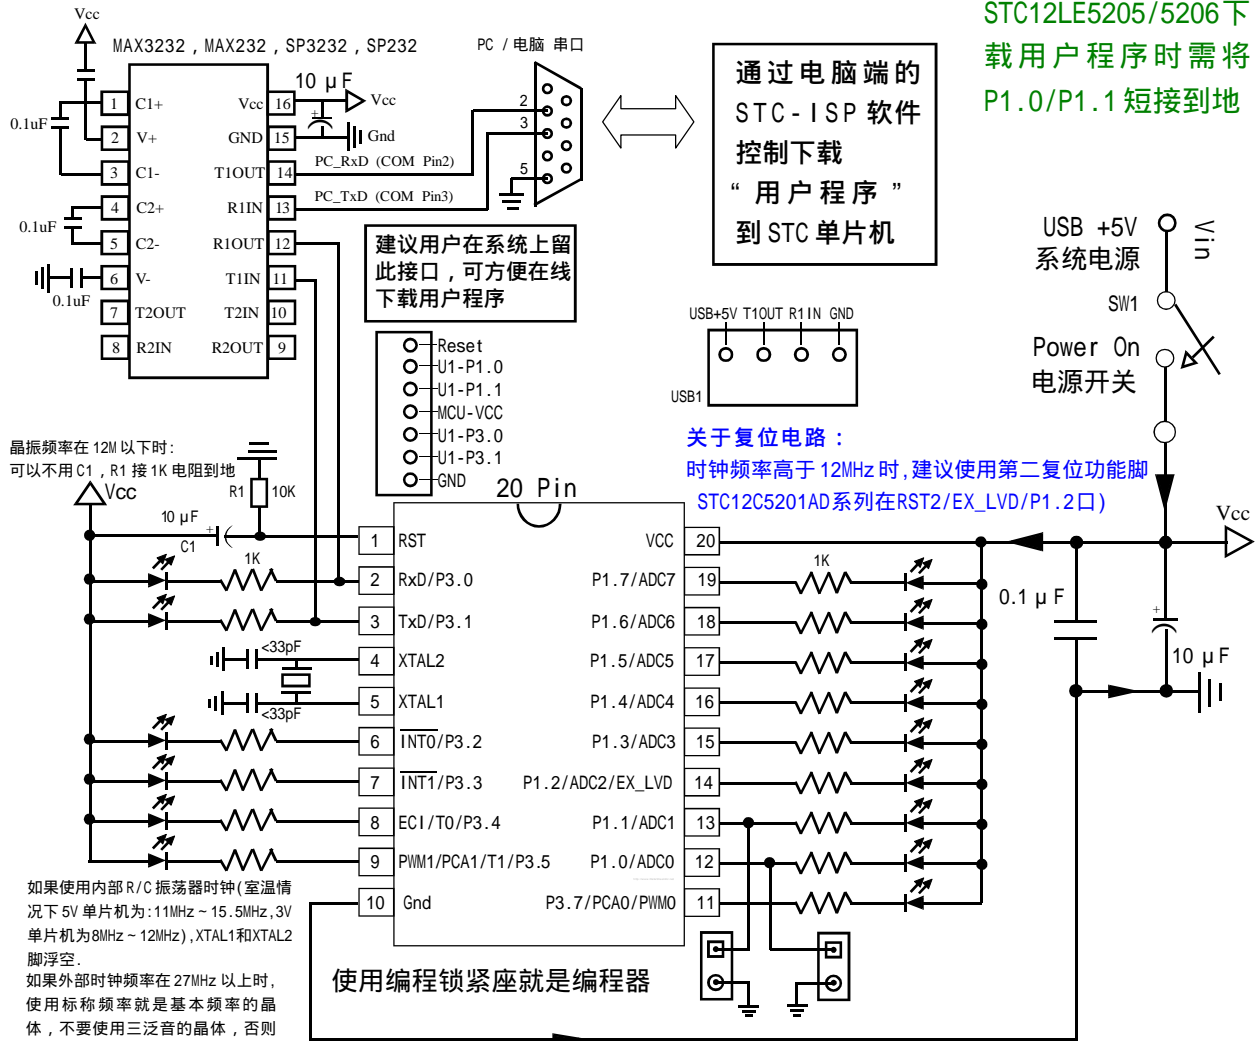 STC12LE5205/5206下
载用户程序时需将
P1.0/P1.1短接到地
Vcc
MAX3232，MAX232，SP3232，SP232
PC /电脑 串口
通过电脑端的
STC-ISP 软件
控制下载
“用户程序”
到STC单片机
10 μF
Vcc
Gnd
0.1uF
0.1uF
0.1uF
1 C1+
2 V+
3 C1-
4 C2+
5 C2-
6 V-
7 T2OUT
8 R2IN
Vcc 16
GND 15
T1OUT 14
R1IN 13
R1OUT 12
T1IN 11
T2IN 10
R2OUT 9
PC_RxD (COM Pin2)
PC_TxD (COM Pin3)
2
3
5
建议用户在系统上留
此接口，可方便在线
下载用户程序
Reset
U1-P1.0
U1-P1.1
MCU-VCC
U1-P3.0
U1-P3.1
GND
USB+5V T1OUT R1IN GND
USB1
USB +5V
系统电源
Vin
SW1
Power On
电源开关
关于复位电路：
时钟频率高于12MHz时,建议使用第二复位功能脚
STC12C5201AD系列在RST2/EX_LVD/P1.2口)
晶振频率在12M以下时:
可以不用C1，R1接1K电阻到地
Vcc
R1 10K
10 μF
+
C1
1K
20 Pin
1 RST
2 RxD/P3.0
3 TxD/P3.1
4 XTAL2
5 XTAL1
6 INT0/P3.2
7 INT1/P3.3
8 ECI/T0/P3.4
9 PWM1/PCA1/T1/P3.5
10 Gnd
VCC 20
P1.7/ADC7 19
P1.6/ADC6 18
P1.5/ADC5 17
P1.4/ADC4 16
P1.3/ADC3 15
P1.2/ADC2/EX_LVD 14
P1.1/ADC1 13
P1.0/ADC0 12
P3.7/PCA0/PWM0 11
<33pF
<33pF
1K
Vcc
0.1μF
+
10 μF
如果使用内部R/C振荡器时钟(室温情
况下5V单片机为:11MHz~15.5MHz,3V
单片机为8MHz~12MHz),XTAL1和XTAL2
脚浮空.
如果外部时钟频率在27MHz以上时,
使用标称频率就是基本频率的晶
体，不要使用三泛音的晶体，否则
使用编程锁紧座就是编程器